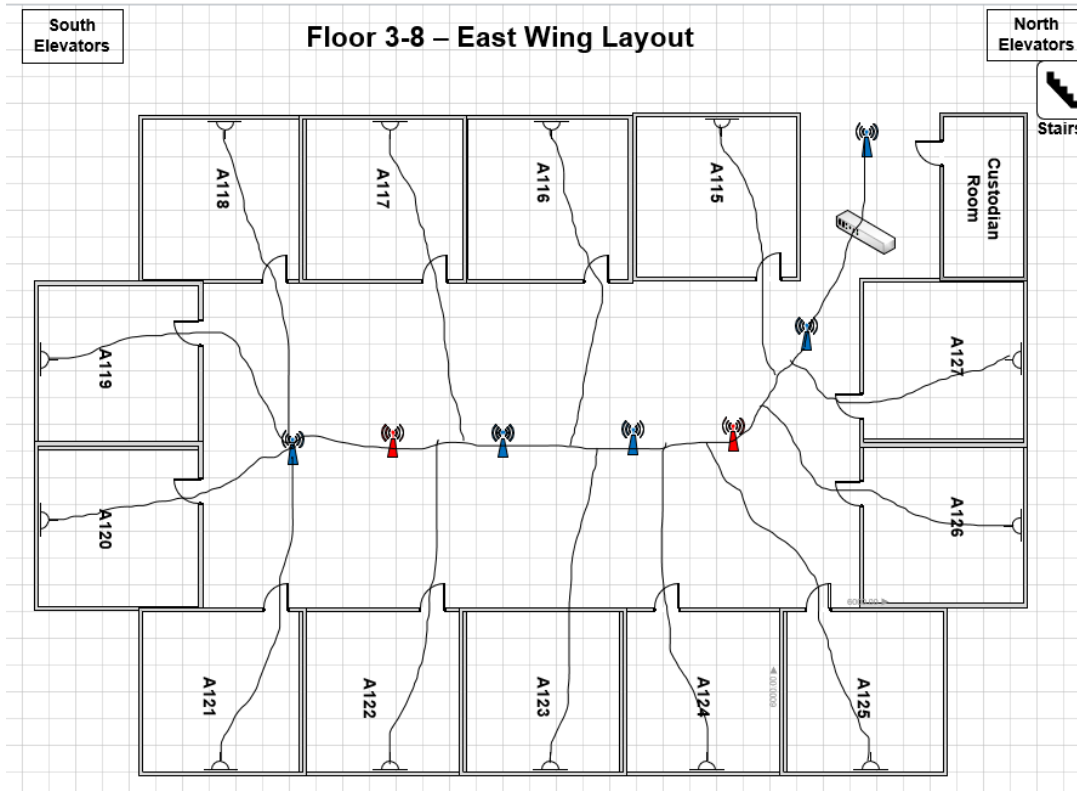 South
Elevators
Floor 3-8 – East Wing Layout
North
Elevators
Stairs
A118
A117
A116
A115
Custodian
Room
A119
A127
A120
A126
A121
A122
A123
A124
A125